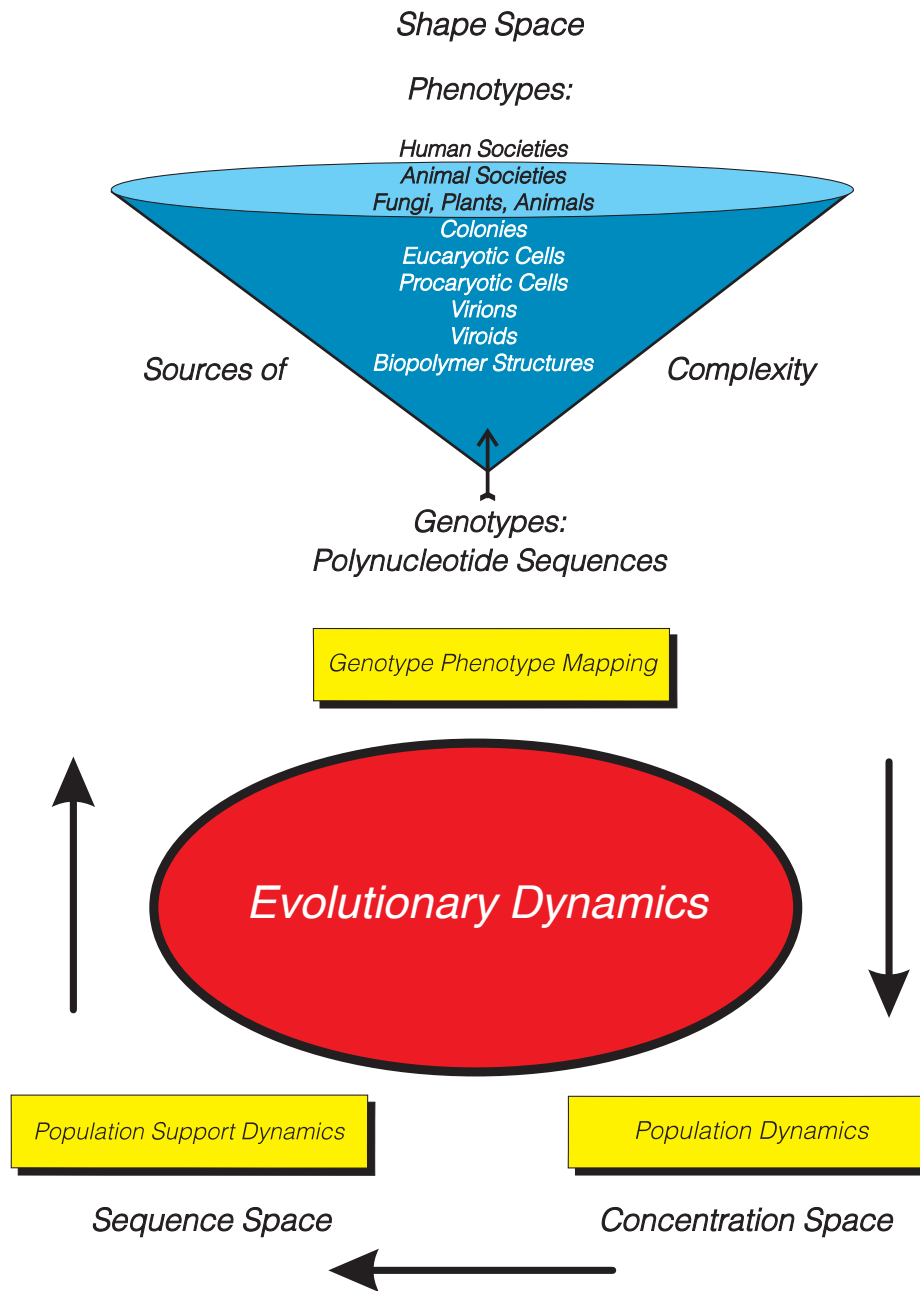 Shape Space
Phenotypes:
Human Societies
Animal Societies
Fungi, Plants, Animals
Colonies
Eucaryotic Cells
Procaryotic Cells
Virions
Viroids
Biopolymer Structures
Sources of
Complexity
Genotypes:
Polynucleotide Sequences
Genotype Phenotype Mapping
Evolutionary Dynamics
Population Support Dynamics
Population Dynamics
Sequence Space
Concentration Space